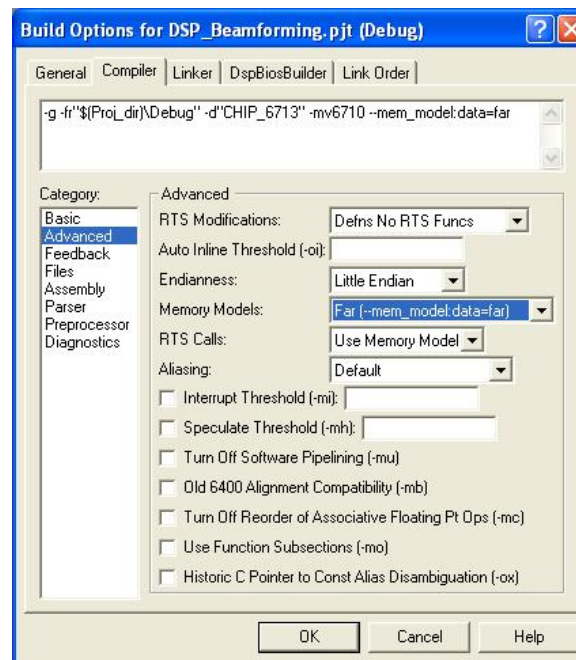 Build Options for DSP_Beamforming.pjt (Debug)
General Compiler Linker DspBiosBuilder Link Order
-g -fr"$(Proj_dir)\Debug" -d"CHIP_6713" -mv6710 --mem_model:data=far
Category:
Basic
Advanced
Feedback
Files
Assembly
Parser
Preprocessor
Diagnostics
Advanced
RTS Modifications: Defns No RTS Funcs
Auto Inline Threshold (-oi):
Endianness: Little Endian
Memory Models: Far (--mem_model:data=far)
RTS Calls: Use Memory Model
Aliasing: Default
Interrupt Threshold (-mi):
Speculate Threshold (-mh):
Turn Off Software Pipelining (-mu)
Old 6400 Alignment Compatibility (-mb)
Turn Off Reorder of Associative Floating Pt Ops (-mc)
Use Function Subsections (-mo)
Historic C Pointer to Const Alias Disambiguation (-ox)
OK Cancel Help